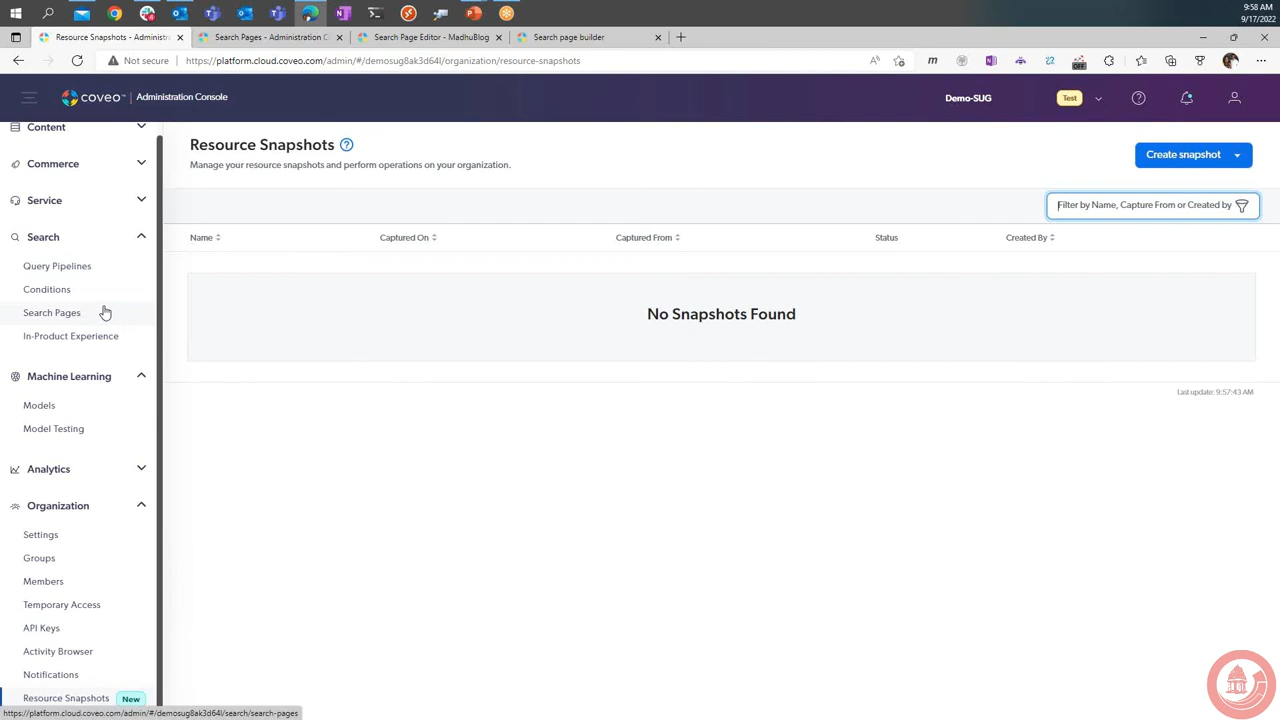 9:58 AM
9/17/2022
Resource Snapshots - Administra
Search Pages - Administration C
Search Page Editor - MadhuBlog
Search page builder
Not secure
https://platform.cloud.coveo.com/admin/#/demosug8ak3d64l/organization/resource-snapshots
coveo™ | Administration Console
Demo-SUG
Test
Content
Commerce
Service
Search
Query Pipelines
Conditions
Search Pages
In-Product Experience
Machine Learning
Models
Model Testing
Analytics
Organization
Settings
Groups
Members
Temporary Access
API Keys
Activity Browser
Notifications
Resource Snapshots New
Resource Snapshots
Manage your resource snapshots and perform operations on your organization.
Create snapshot
Filter by Name, Capture From or Created by
Name
Captured On
Captured From
Status
Created By
No Snapshots Found
Last update: 9:57:43 AM
https://platform.cloud.coveo.com/admin/#/demosug8ak3d64l/search/search-pages